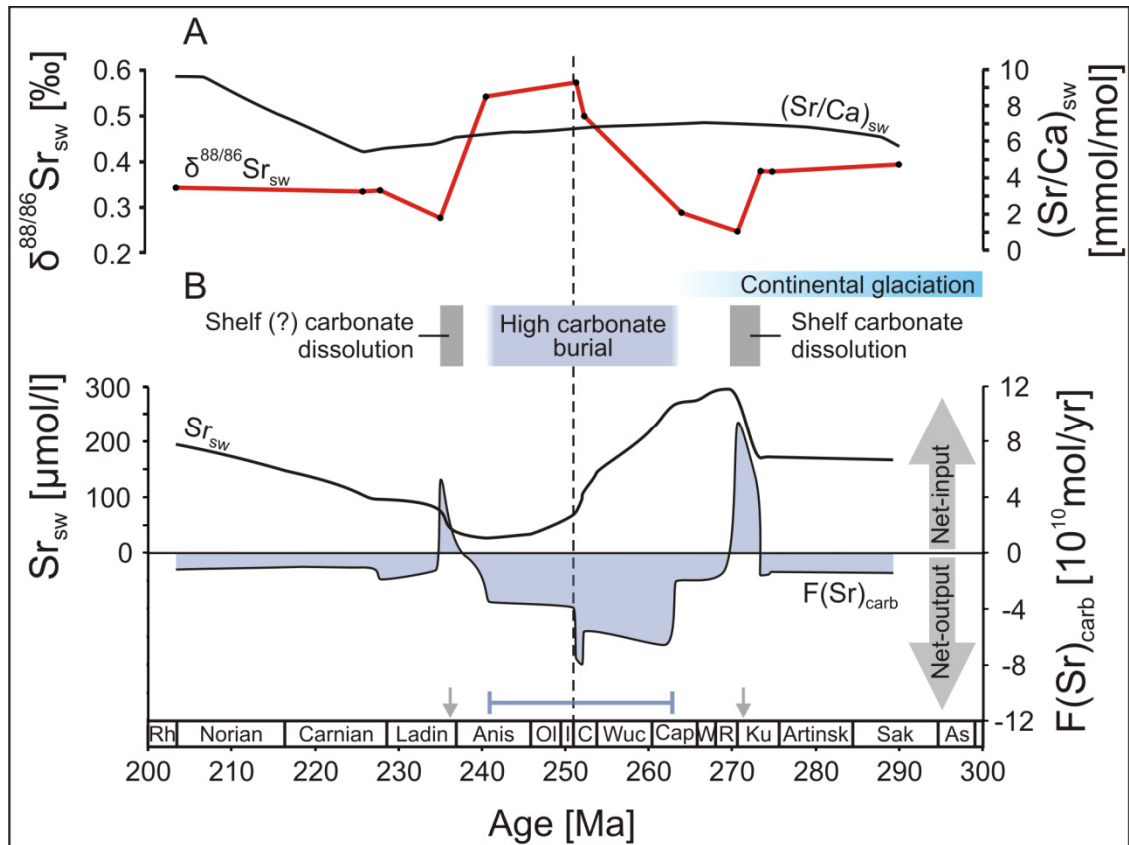 A
0.6
0.5
0.4
0.3
0.2
δ88/86Srsw [‰]
(Sr/Ca)sw
δ88/86Srsw
10
8
6
4
2
0
(Sr/Ca)sw
[mmol/mol]
Continental glaciation
B
Shelf (?) carbonate
dissolution
High carbonate
burial
Shelf carbonate
dissolution
300
200
100
0
Srsw [µmol/l]
Srsw
F(Sr)carb
Net-input
Net-output
12
8
4
0
-4
-8
-12
F(Sr)carb [10^10mol/yr]
Rh Norian Carnian Ladin Anis Ol I C Wuc Cap W R Ku Artinsk Sak As
200 210 220 230 240 250 260 270 280 290 300
Age [Ma]